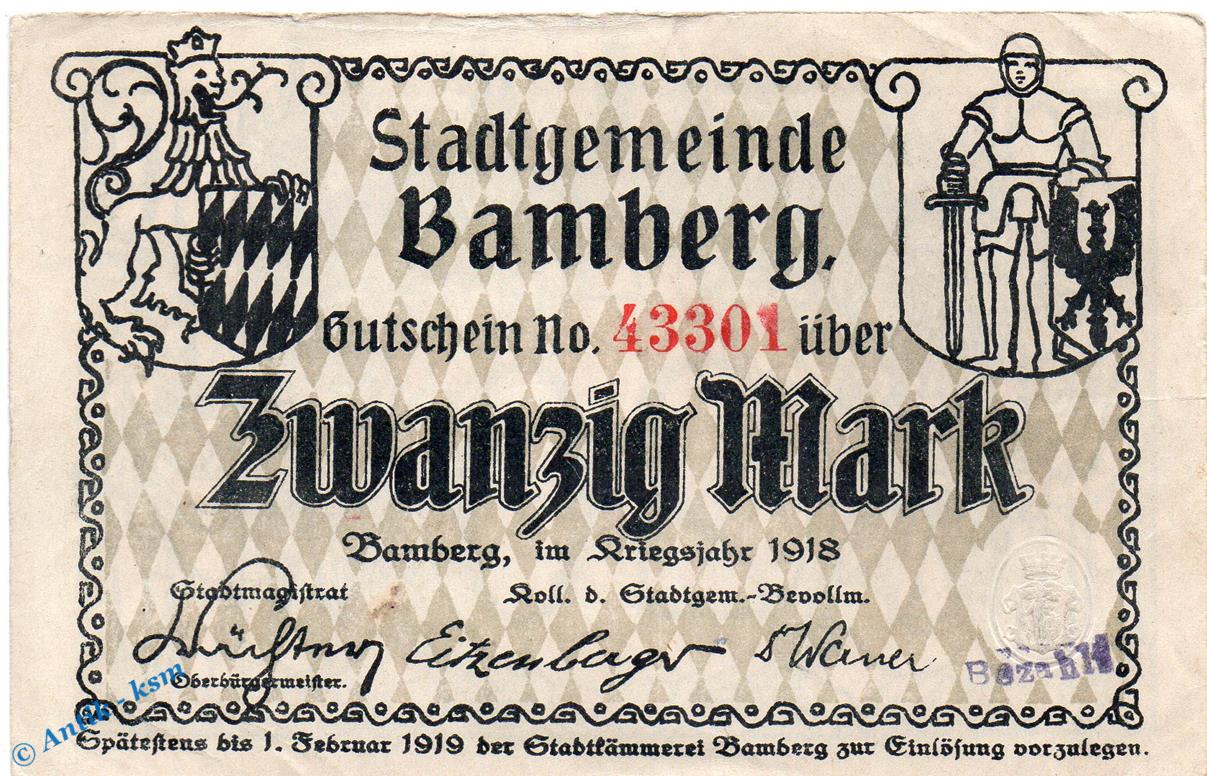 Stadtgemeinde
Bamberg.
Gutschein No. 43301 über
Zwanzig Mark
Bamberg, im Kriegsjahr 1918
Stadtmagistrat Koll. d. Stadtgem.-Bevollm.
Eitzenberger
Oberbürgermeister.
Bezahlt
Spätestens bis 1. Februar 1919 der Stadtkämmerei Bamberg zur Einlösung vorzulegen.
© Antik - ksm